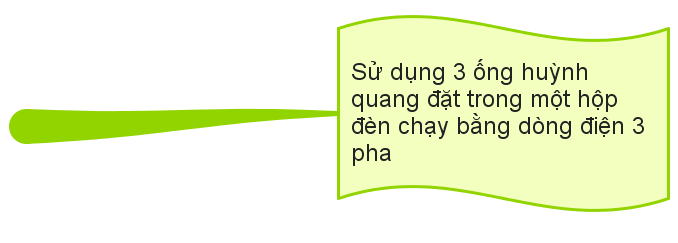 Sử dụng 3 ống huỳnh
quang đặt trong một hộp
đèn chạy bằng dòng điện 3
pha